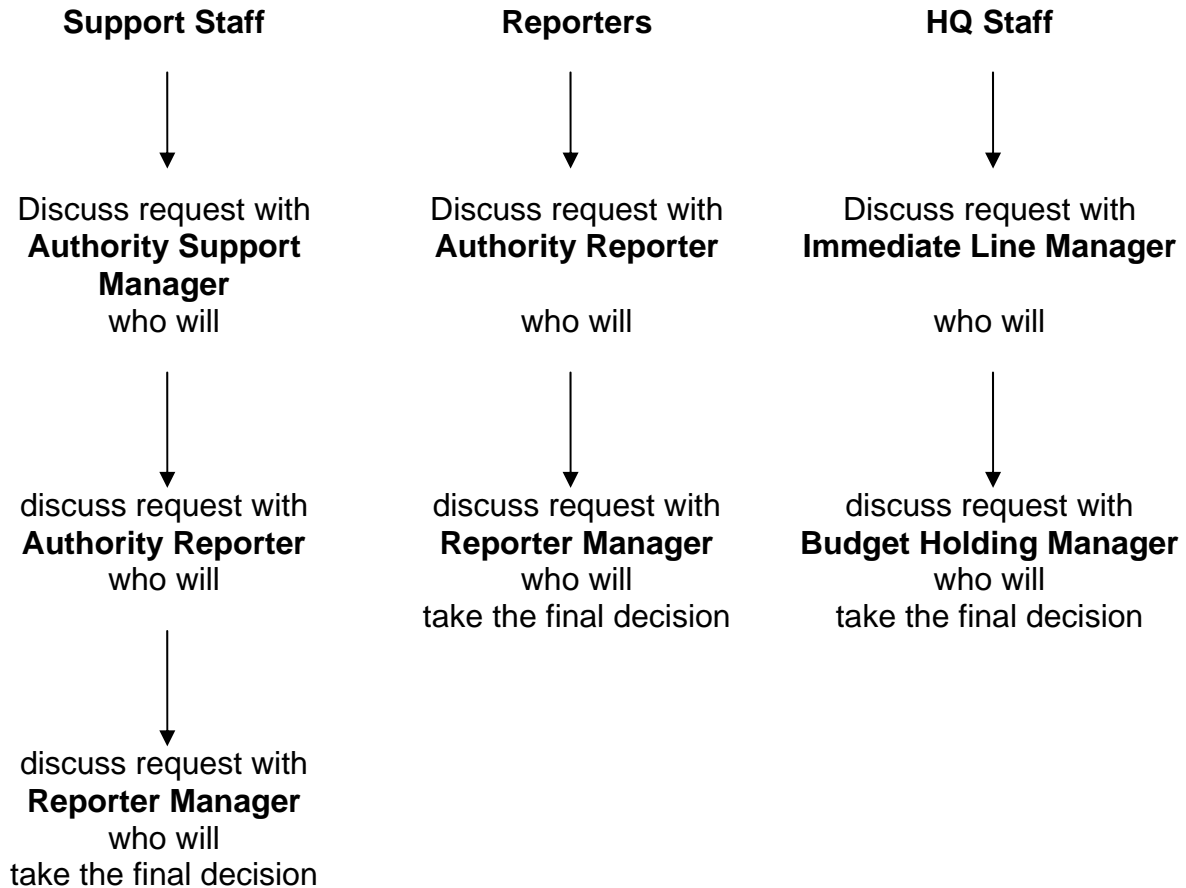 Support Staff
Discuss request with
Authority Support
Manager
who will
discuss request with
Authority Reporter
who will
discuss request with
Reporter Manager
who will
take the final decision
Reporters
Discuss request with
Authority Reporter
who will
discuss request with
Reporter Manager
who will
take the final decision
HQ Staff
Discuss request with
Immediate Line Manager
who will
discuss request with
Budget Holding Manager
who will
take the final decision